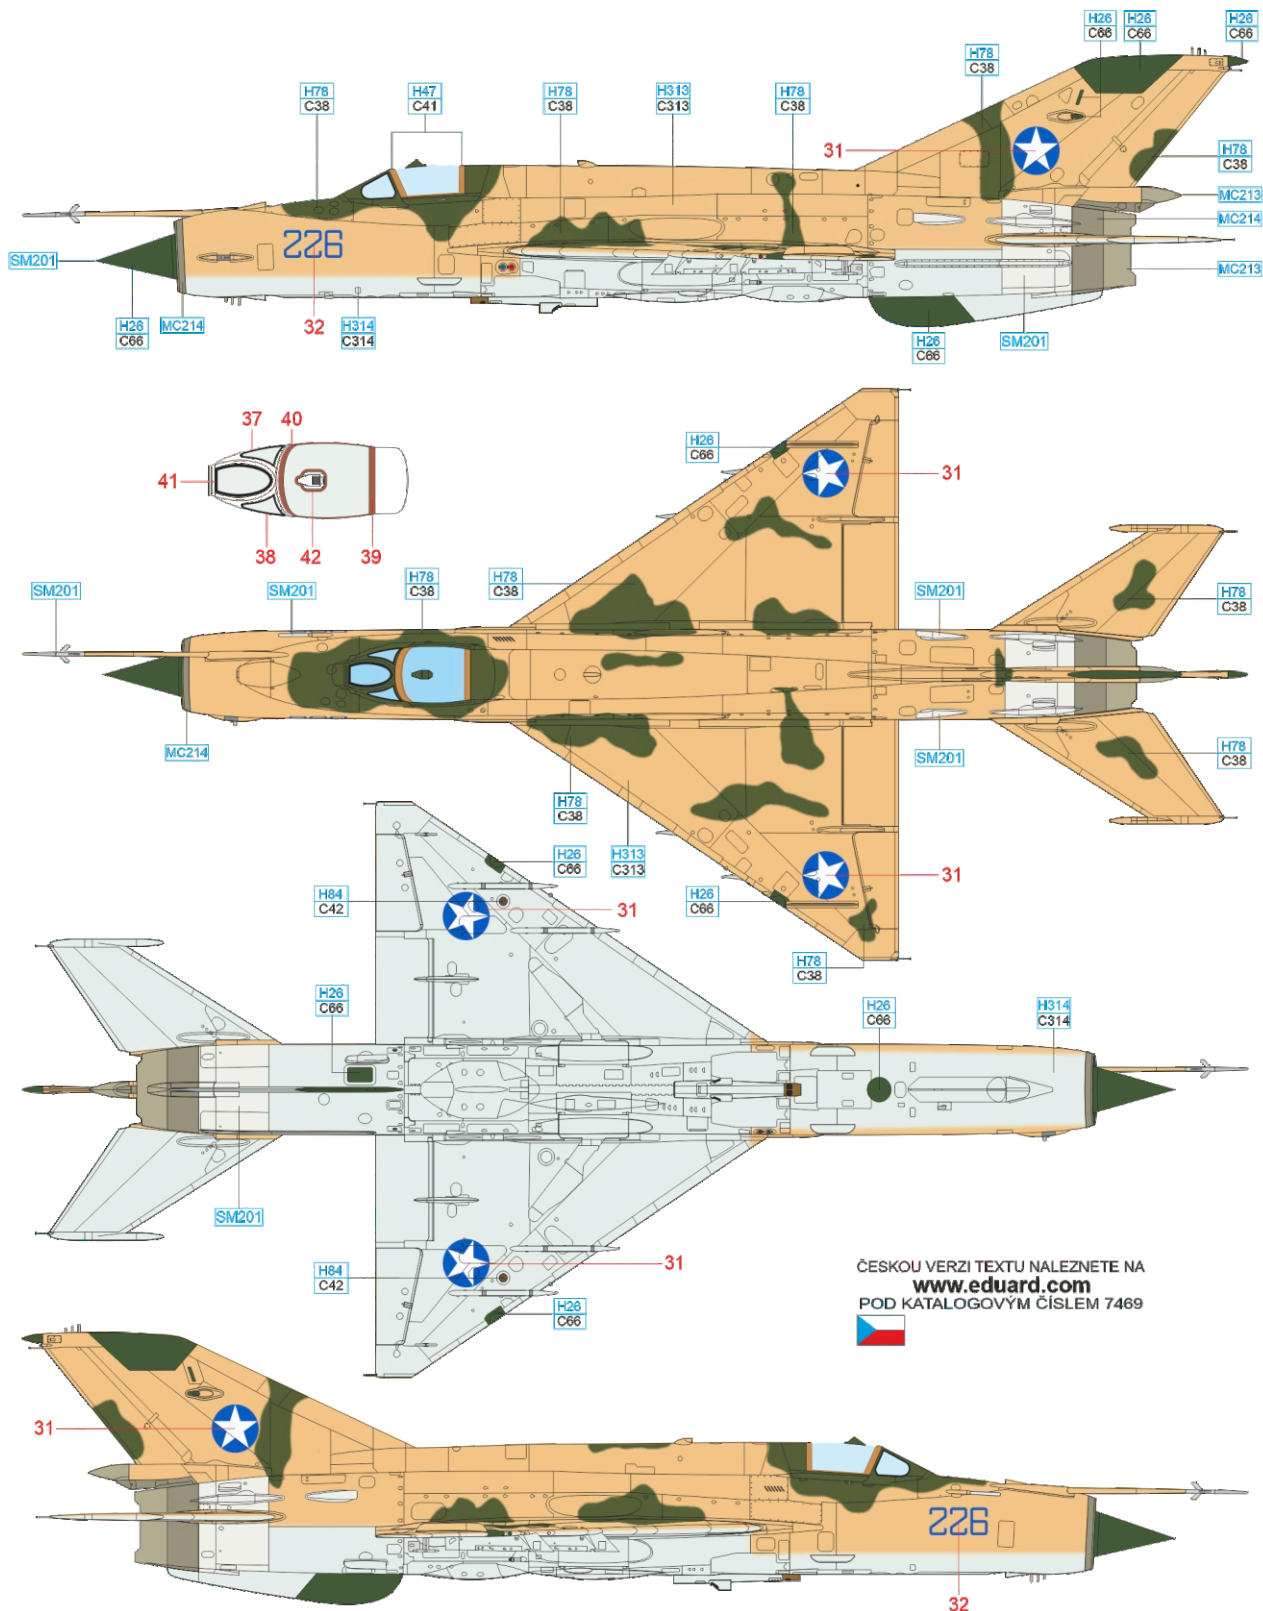 H26
C66
H26
C66
H26
C66
H78
C38
H78
C38
H47
C41
H78
C38
H313
C313
H78
C38
31
H78
C38
MC213
MC214
226
SM201
MC213
H26
C66
MC214
32
H314
C314
H26
C66
SM201
37
40
H26
C66
31
41
38
42
39
SM201
SM201
H78
C38
H78
C38
SM201
H78
C38
MC214
SM201
H78
C38
H78
C38
H26
C66
H313
C313
31
H84
C42
31
H26
C66
H78
C38
H26
C66
H26
C66
H314
C314
SM201
H84
C42
31
H26
C66
ČESKOU VERZI TEXTU NALEZNETE NA
www.eduard.com
POD KATALOGOVÝM ČÍSLEM 7469
31
226
32